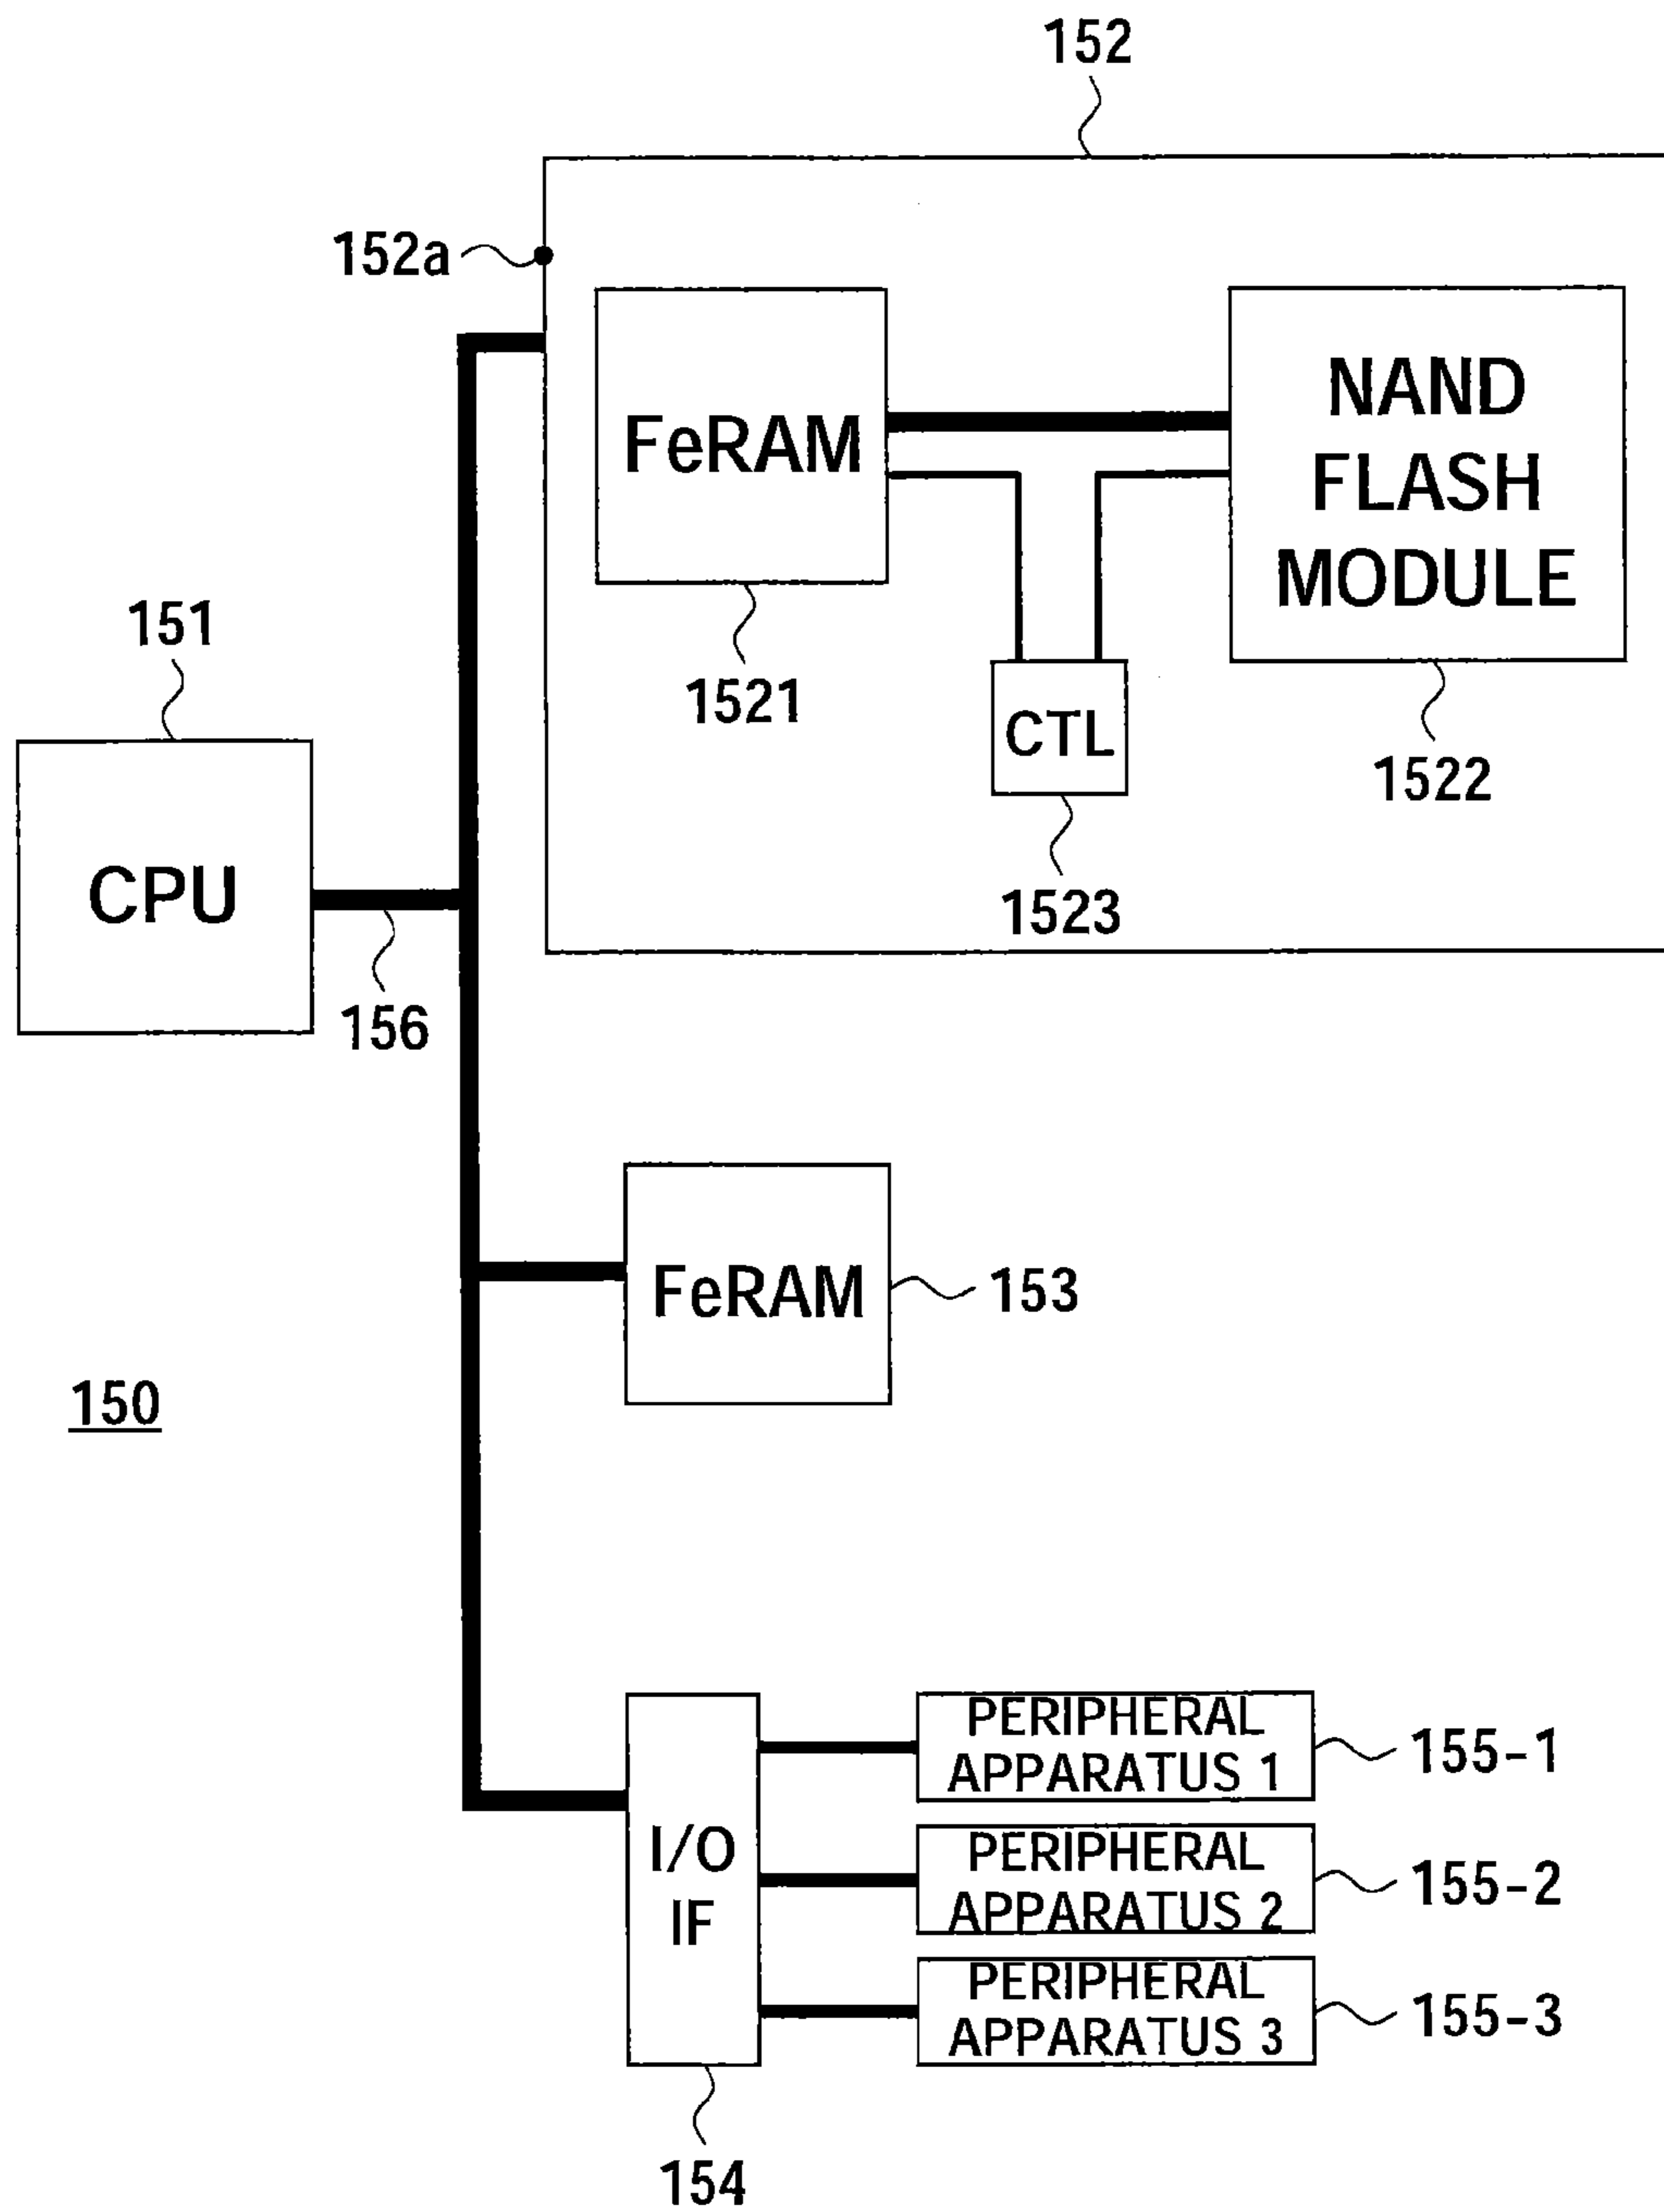 152
152a
FeRAM
NAND
FLASH
MODULE
1521
CTL
1522
1523
151
CPU
156
FeRAM
153
150
I/O
IF
PERIPHERAL
APPARATUS 1
155-1
PERIPHERAL
APPARATUS 2
155-2
PERIPHERAL
APPARATUS 3
155-3
154